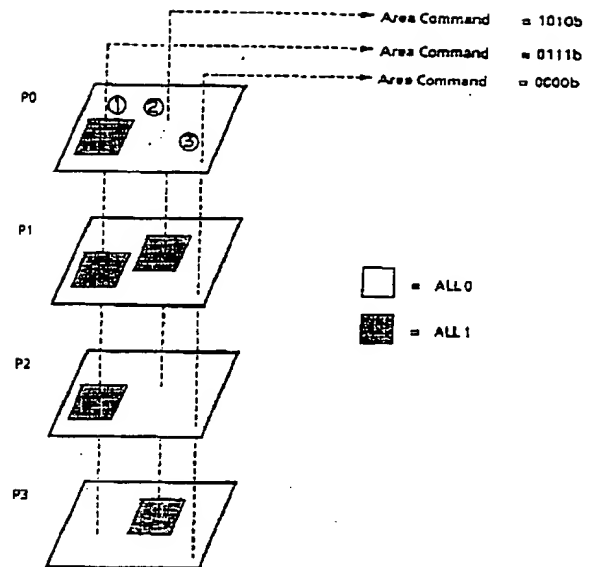 Area Command = 1010b
Area Command = 0111b
Area Command = 0000b
P0
① ②
③
P1
= ALL 0
= ALL 1
P2
P3